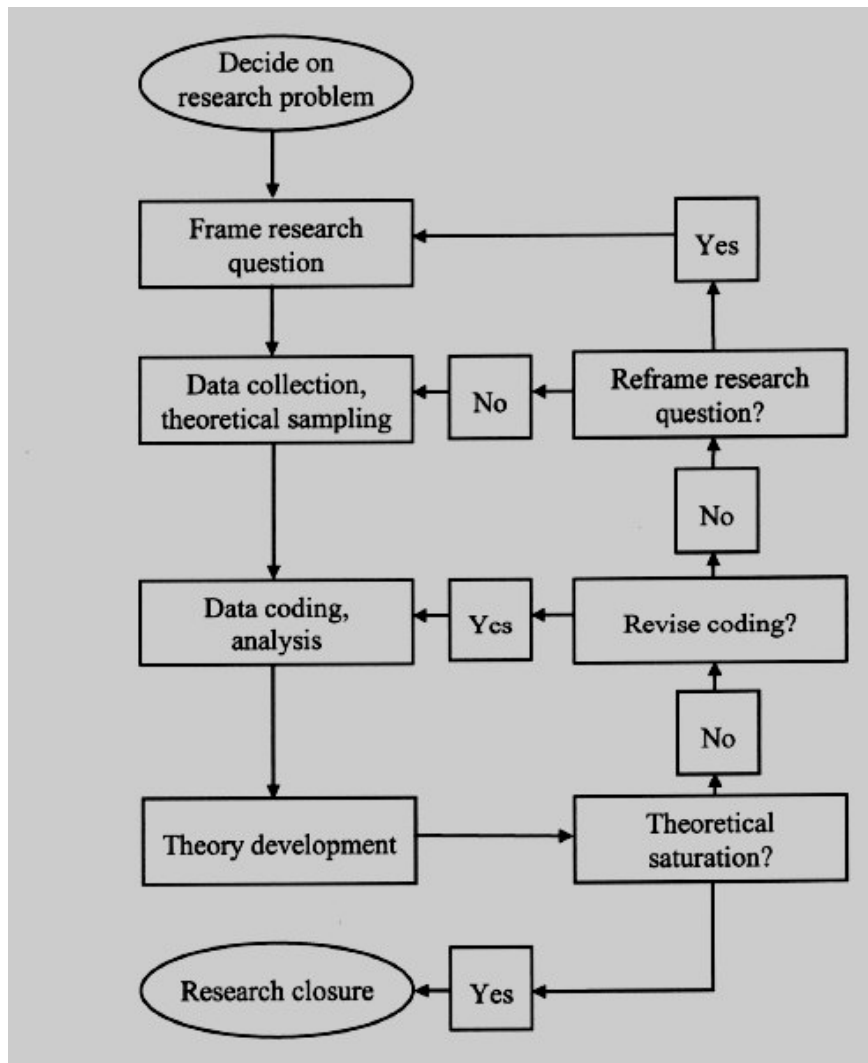 Decide on
research problem
Frame research
question
Yes
Data collection,
theoretical sampling
No
Reframe research
question?
No
Data coding,
analysis
Yes
Revise coding?
No
Theory development
Theoretical
saturation?
Research closure
Yes